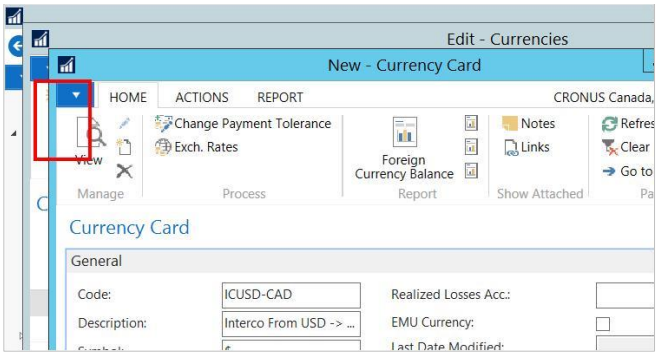 Edit - Currencies
New - Currency Card
HOME ACTIONS REPORT CRONUS Canada,
View
Change Payment Tolerance
Exch. Rates
Foreign
Currency Balance
Notes
Links
Refres
Clear
Go to
Manage Process Report Show Attached Pa
Currency Card
General
Code: ICUSD-CAD Realized Losses Acc.:
Description: Interco From USD -> ... EMU Currency:
Symbol: $ Last Date Modified: